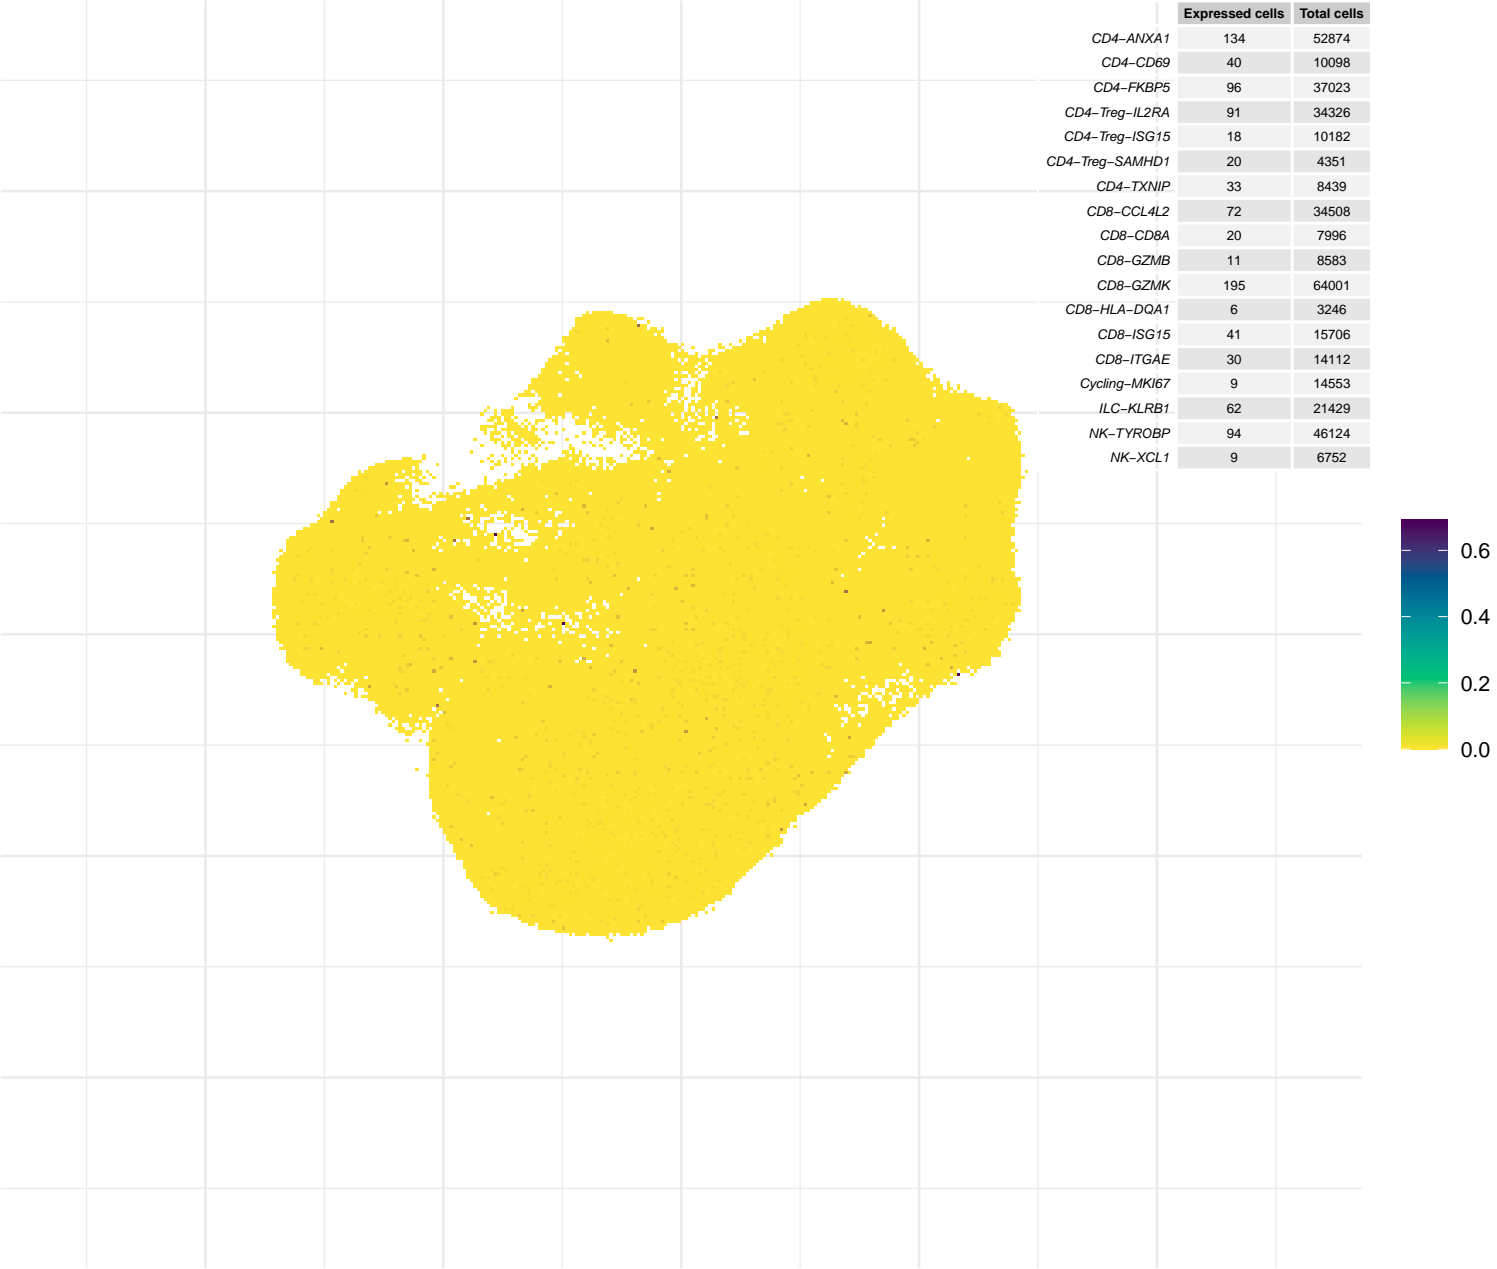 Expressed cells Total cells
CD4−ANXA1 134 52874
CD4−CD69 40 10098
CD4−FKBP5 96 37023
CD4−Treg−IL2RA 91 34326
CD4−Treg−ISG15 18 10182
CD4−Treg−SAMHD1 20 4351
CD4−TXNIP 33 8439
CD8−CCL4L2 72 34508
CD8−CD8A 20 7996
CD8−GZMB 11 8583
CD8−GZMK 195 64001
CD8−HLA−DQA1 6 3246
CD8−ISG15 41 15706
CD8−ITGAE 30 14112
Cycling−MKI67 9 14553
ILC−KLRB1 62 21429
NK−TYROBP 94 46124
NK−XCL1 9 6752
0.6
0.4
0.2
0.0